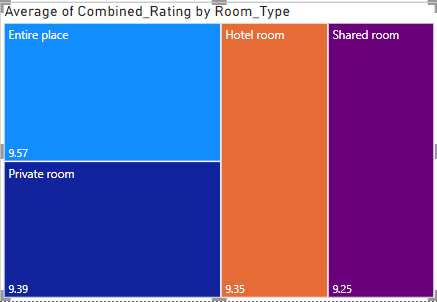 Average of Combined_Rating by Room_Type
Entire place
9.57
Private room
9.39
Hotel room
9.35
Shared room
9.25